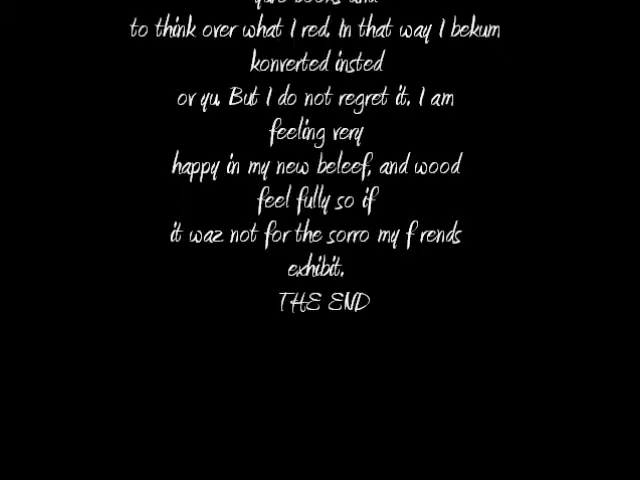 to think over what I red. In that way I bekum
konverted insted
ov yu. But I do not regret it. I am
feeling very
happy in my new beleef, and wood
feel fully so if
it waz not for the sorro my frends
exhibit.
THE END